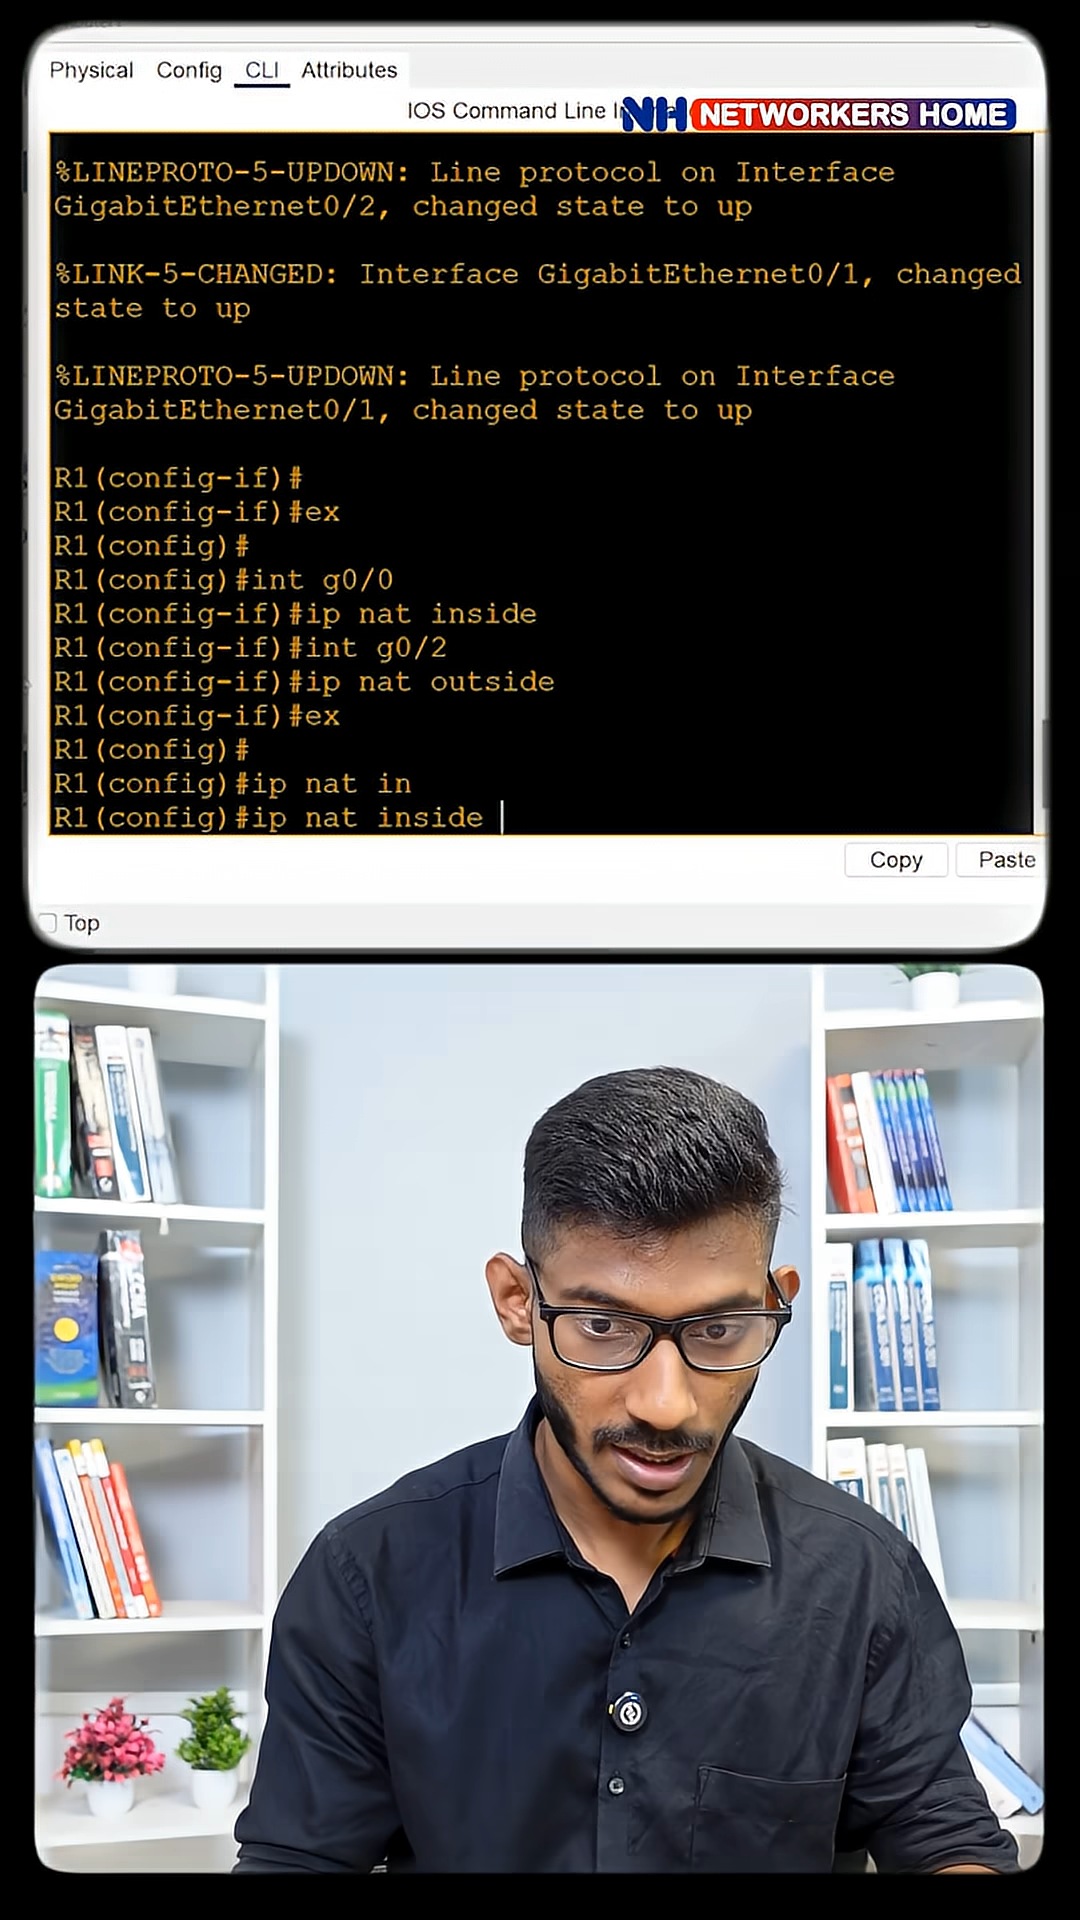 Physical Config CLI Attributes
IOS Command Line
NH NETWORKERS HOME
%LINEPROTO-5-UPDOWN: Line protocol on Interface
GigabitEthernet0/2, changed state to up
%LINK-5-CHANGED: Interface GigabitEthernet0/1, changed
state to up
%LINEPROTO-5-UPDOWN: Line protocol on Interface
GigabitEthernet0/1, changed state to up
R1(config-if)#
R1(config-if)#ex
R1(config)#
R1(config)#int g0/0
R1(config-if)#ip nat inside
R1(config-if)#int g0/2
R1(config-if)#ip nat outside
R1(config-if)#ex
R1(config)#
R1(config)#ip nat in
R1(config)#ip nat inside
Copy Paste
Top